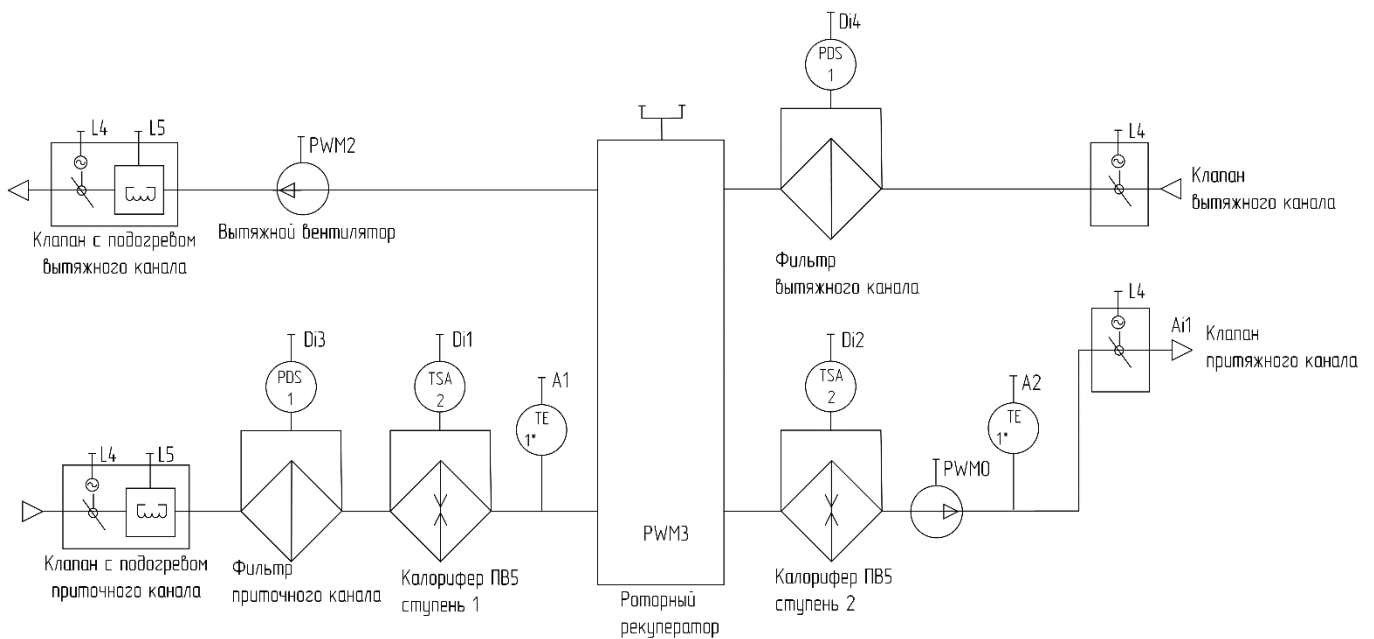 Di4
PDS
1
L4
L5
PWM2
L4
Клапан
вытяжного канала
Клапан с подогревом
вытяжного канала
Вытяжной вентилятор
Фильтр
вытяжного канала
L4
Ai1
Клапан
притяжного канала
Di3
PDS
1
Di1
TSA
2
A1
TE
1*
Di2
TSA
2
A2
TE
1*
L4
L5
PWM0
PWM3
Клапан с подогревом
приточного канала
Фильтр
приточного канала
Калорифер ПВ5
ступень 1
Роторный
рекуператор
Калорифер ПВ5
ступень 2